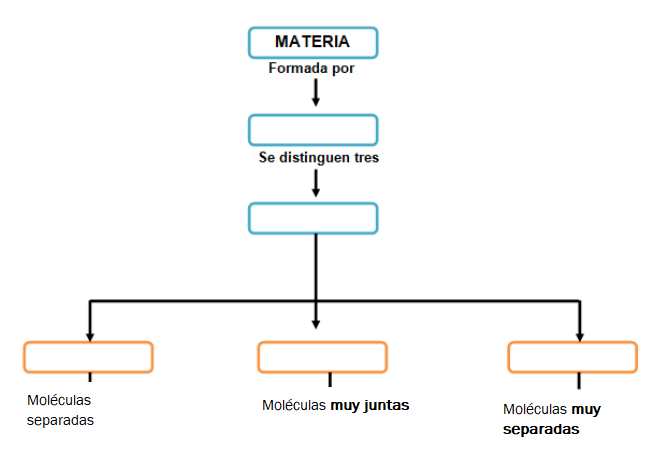 MATERIA
Formada por
Se distinguen tres
Moléculas
separadas
Moléculas muy juntas
Moléculas muy
separadas